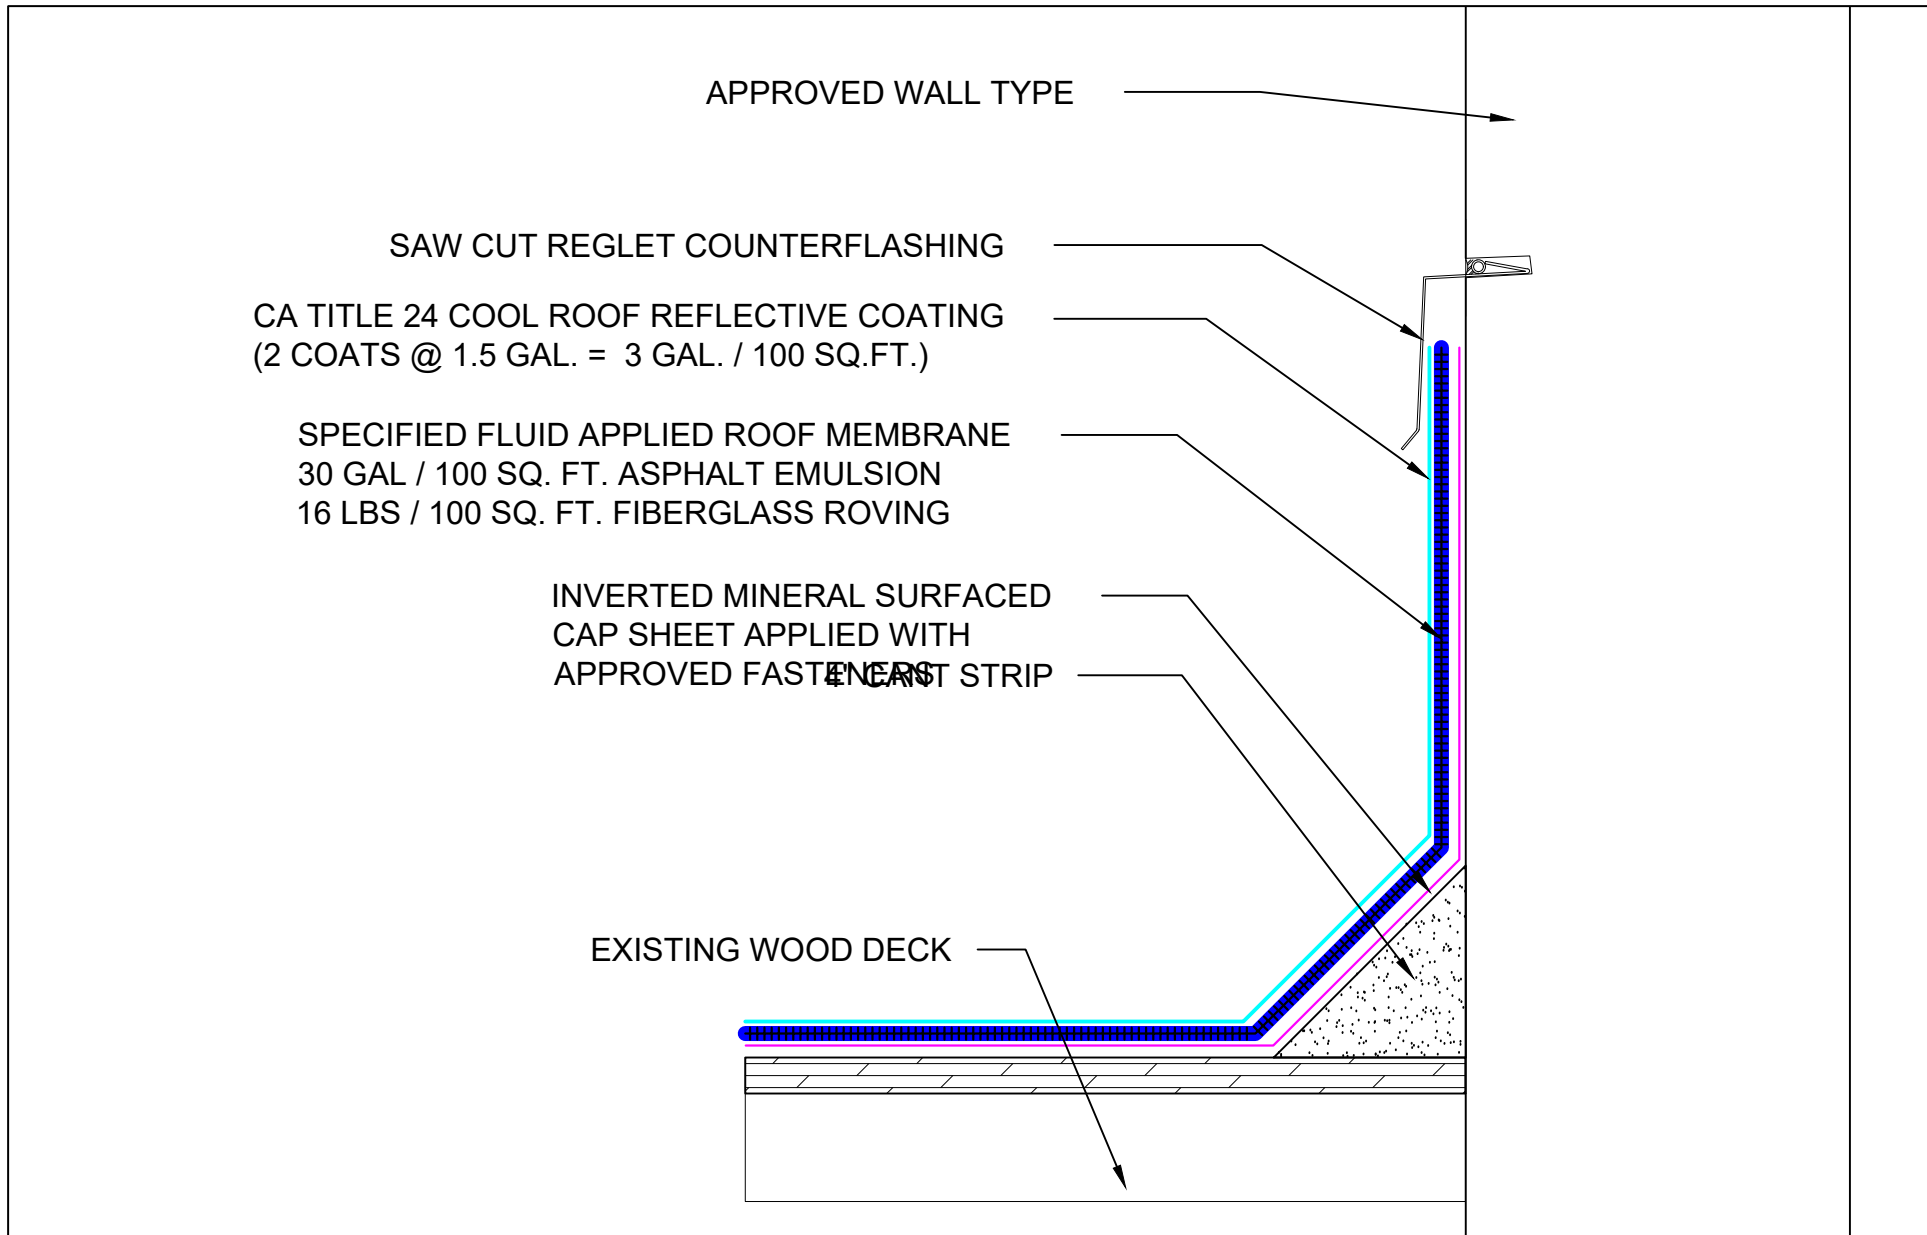 APPROVED WALL TYPE
SAW CUT REGLET COUNTERFLASHING
CA TITLE 24 COOL ROOF REFLECTIVE COATING
(2 COATS @ 1.5 GAL. = 3 GAL. / 100 SQ.FT.)
SPECIFIED FLUID APPLIED ROOF MEMBRANE
30 GAL / 100 SQ. FT. ASPHALT EMULSION
16 LBS / 100 SQ. FT. FIBERGLASS ROVING
INVERTED MINERAL SURFACED
CAP SHEET APPLIED WITH
APPROVED FASTENERS
4" CANT STRIP
EXISTING WOOD DECK